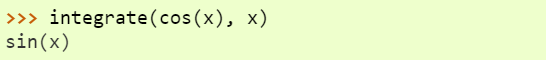 >>> integrate(cos(x), x)
sin(x)